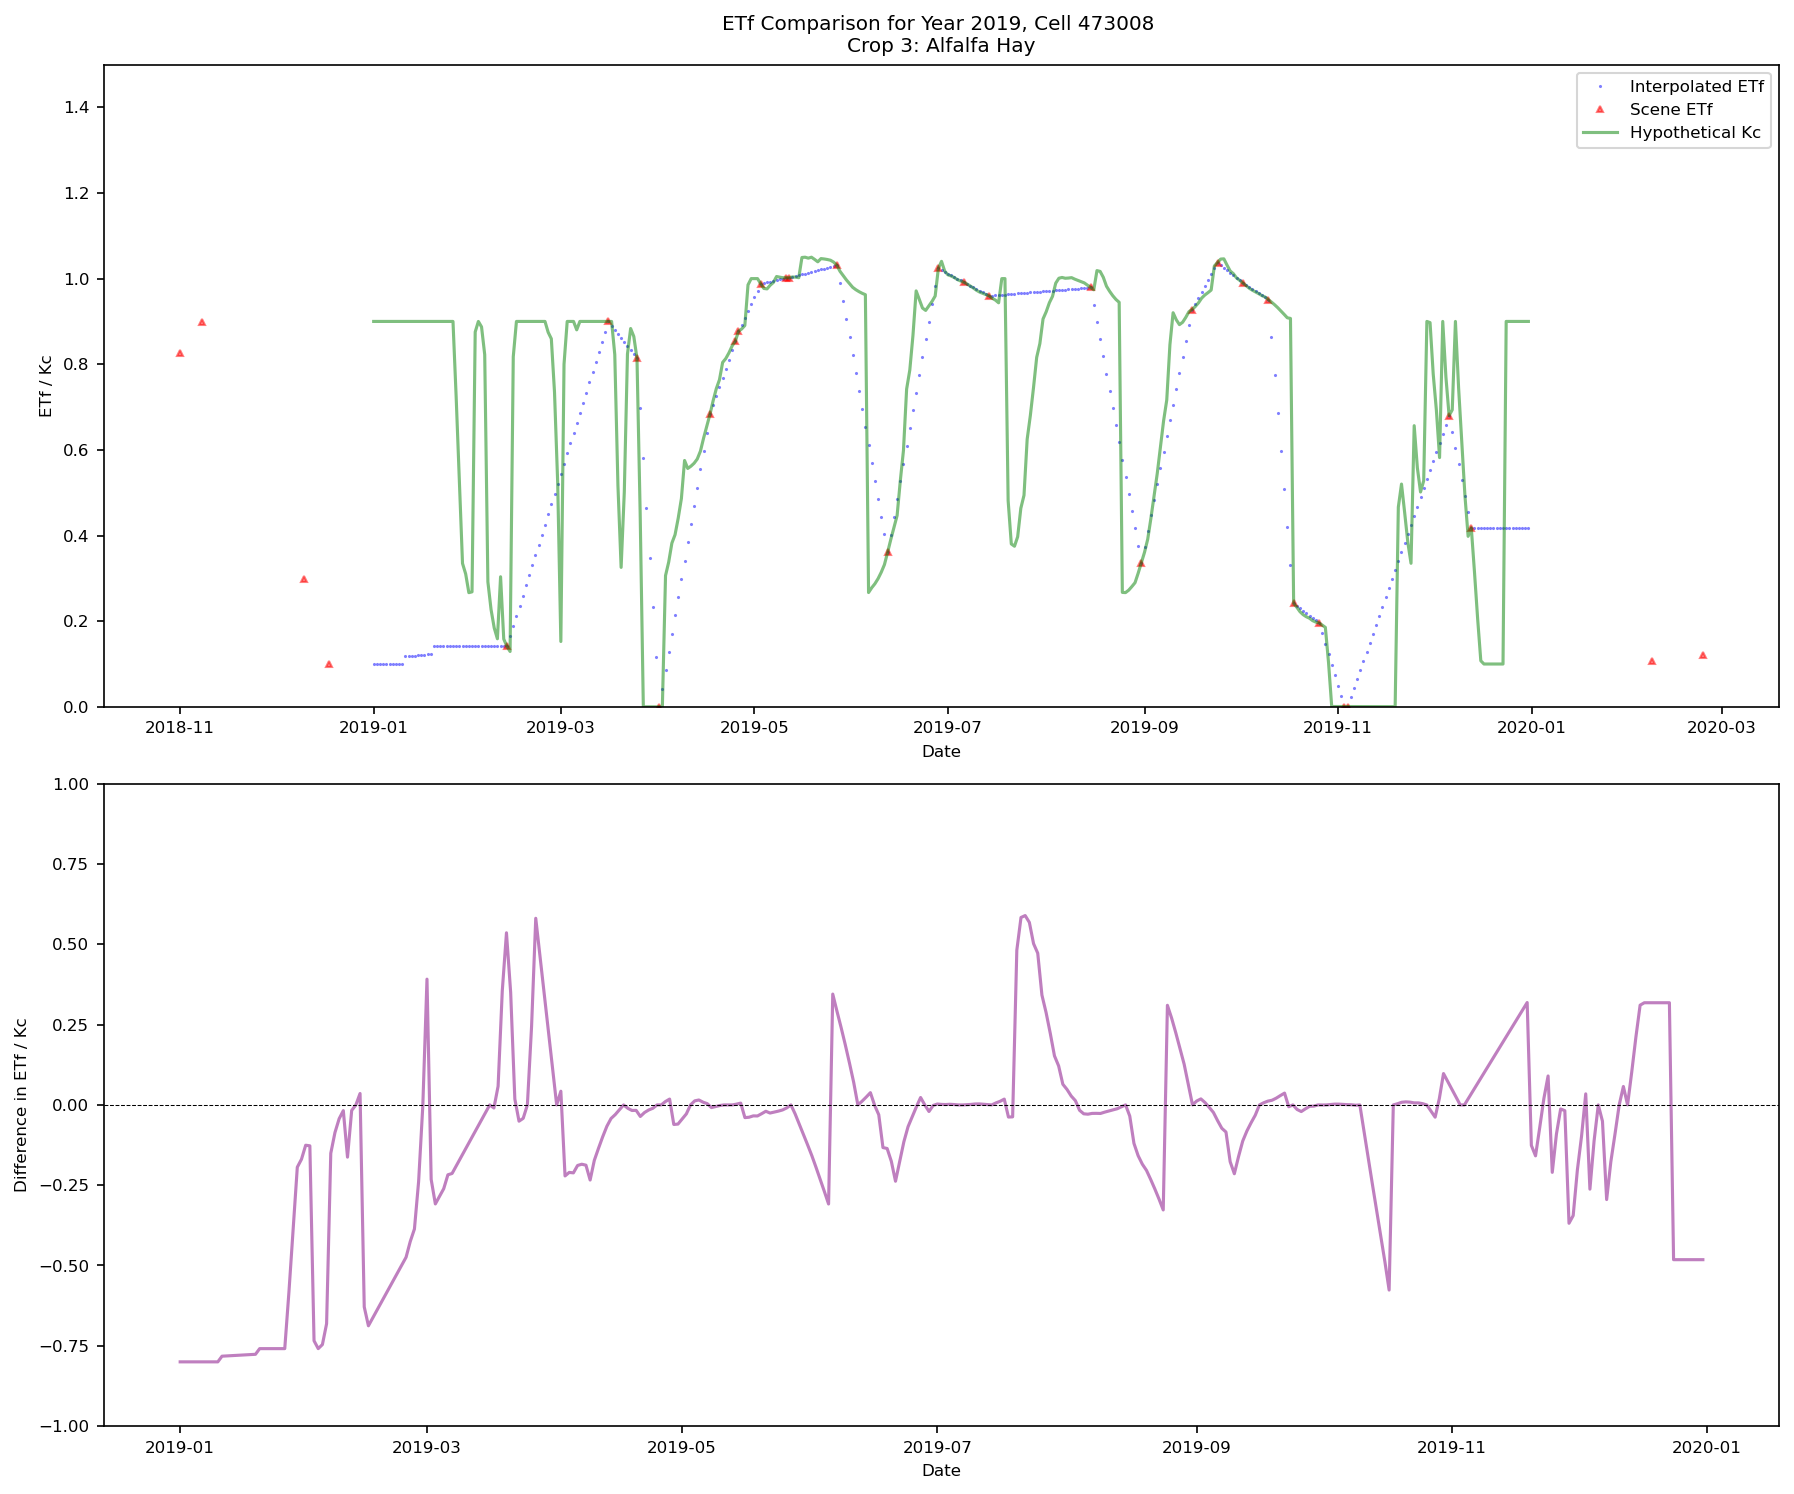 ETf Comparison for Year 2019, Cell 473008
Crop 3: Alfalfa Hay
ETf / Kc
1.4
1.2
1.0
0.8
0.6
0.4
0.2
0.0
Interpolated ETf
Scene ETf
Hypothetical Kc
2018-11 2019-01 2019-03 2019-05 2019-07 2019-09 2019-11 2020-01 2020-03
Date
Difference in ETf / Kc
1.00
0.75
0.50
0.25
0.00
−0.25
−0.50
−0.75
−1.00
2019-01 2019-03 2019-05 2019-07 2019-09 2019-11 2020-01
Date